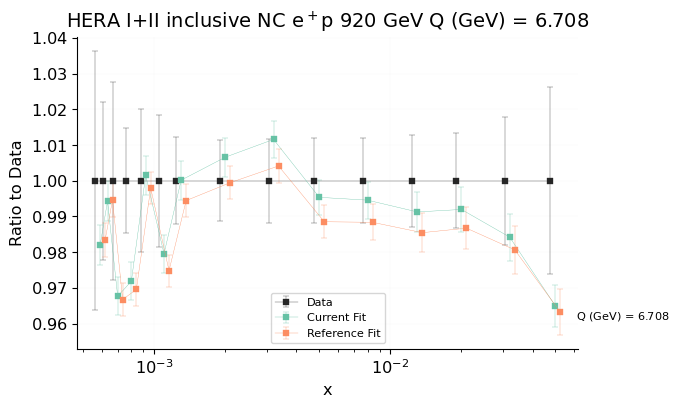 HERA I+II inclusive NC e⁺p 920 GeV Q (GeV) = 6.708
1.04
1.03
1.02
1.01
1.00
0.99
0.98
0.97
0.96
Ratio to Data
Data
Current Fit
Reference Fit
Q (GeV) = 6.708
10⁻³
10⁻²
x